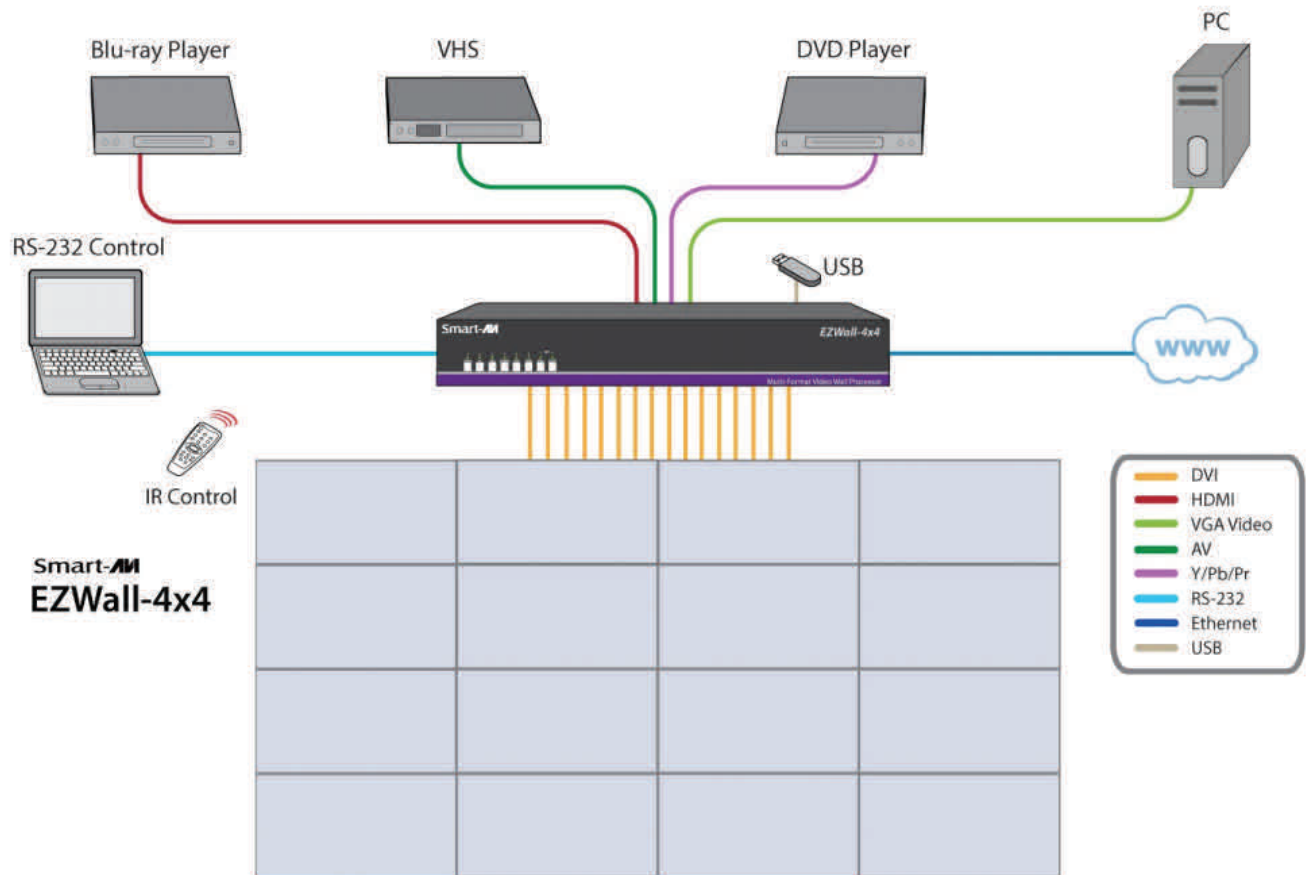 Blu-ray Player
VHS
DVD Player
PC
RS-232 Control
USB
Smart-AVI
EZWall-4x4
Multi-Format Video Wall Processor
www
IR Control
Smart-AVI
EZWall-4x4
DVI
HDMI
VGA Video
AV
Y/Pb/Pr
RS-232
Ethernet
USB